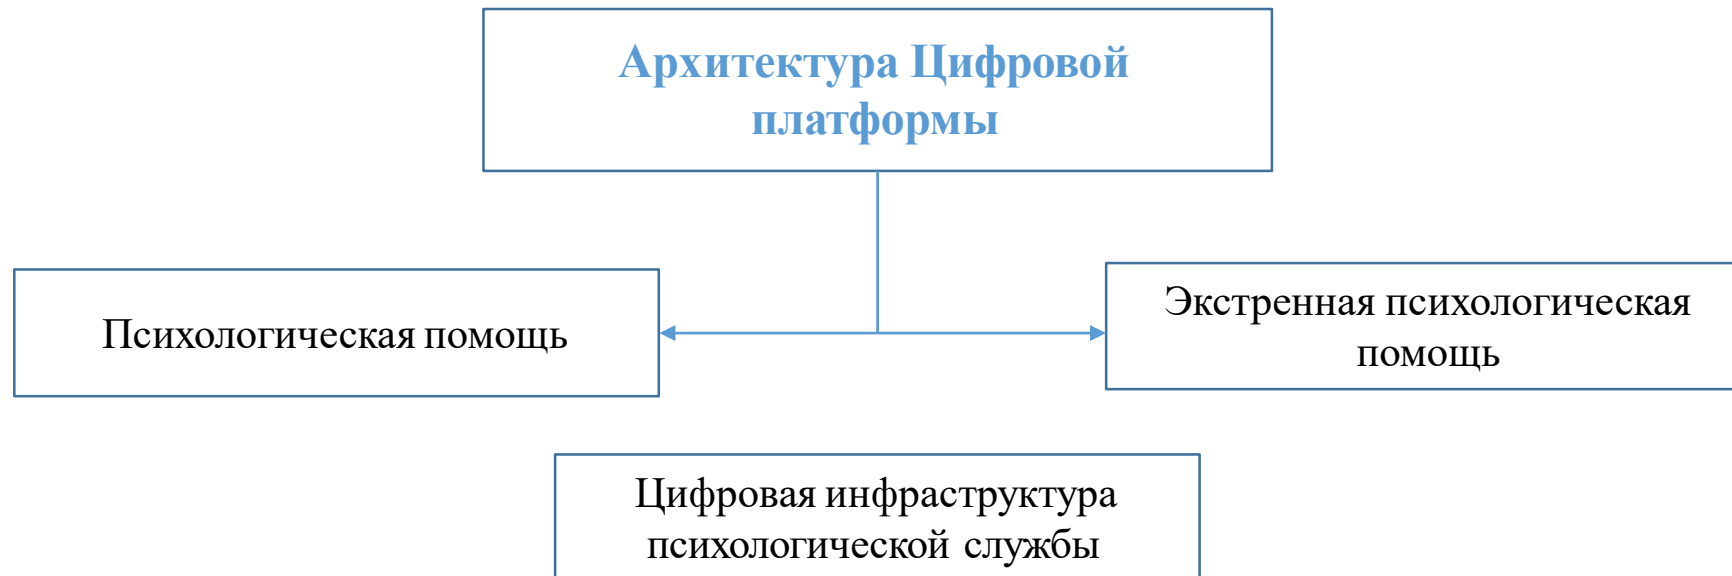 Архитектура Цифровой
платформы
Психологическая помощь
Экстренная психологическая
помощь
Цифровая инфраструктура
психологической службы